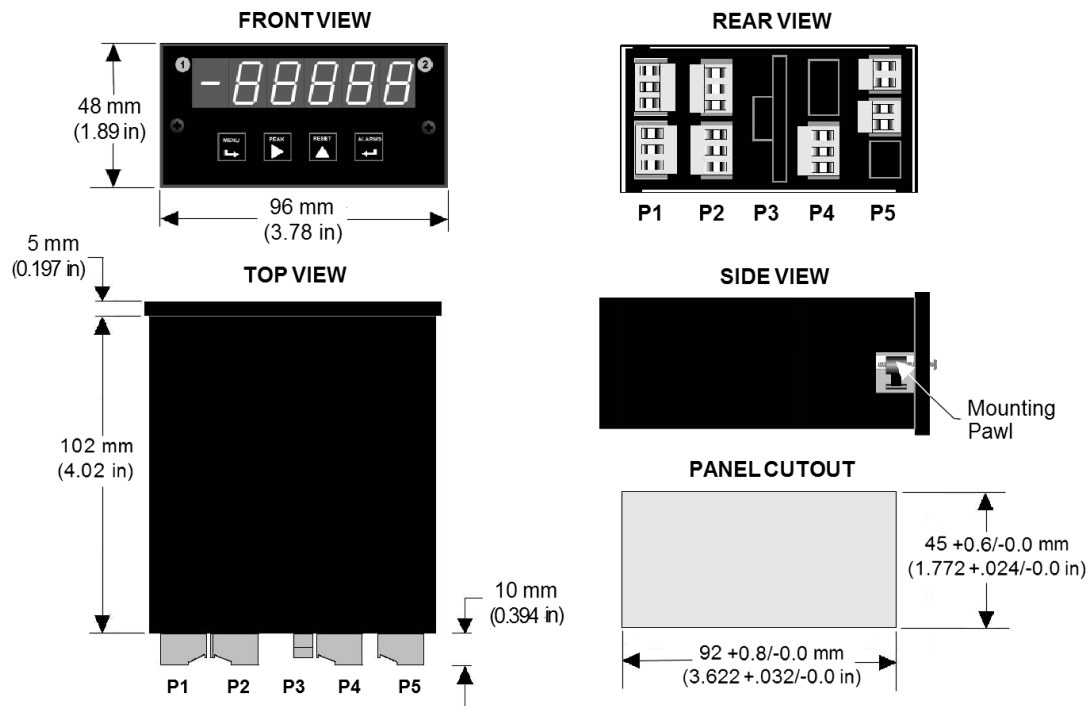 FRONT VIEW
1
2
-88888
MENU
PEAK
RESET
ALARMS
48 mm
(1.89 in)
96 mm
(3.78 in)
REAR VIEW
P1
P2
P3
P4
P5
5 mm
(0.197 in)
TOP VIEW
102 mm
(4.02 in)
10 mm
(0.394 in)
P1
P2
P3
P4
P5
SIDE VIEW
Mounting
Pawl
PANEL CUTOUT
45 +0.6/-0.0 mm
(1.772 +.024/-0.0 in)
92 +0.8/-0.0 mm
(3.622 +.032/-0.0 in)